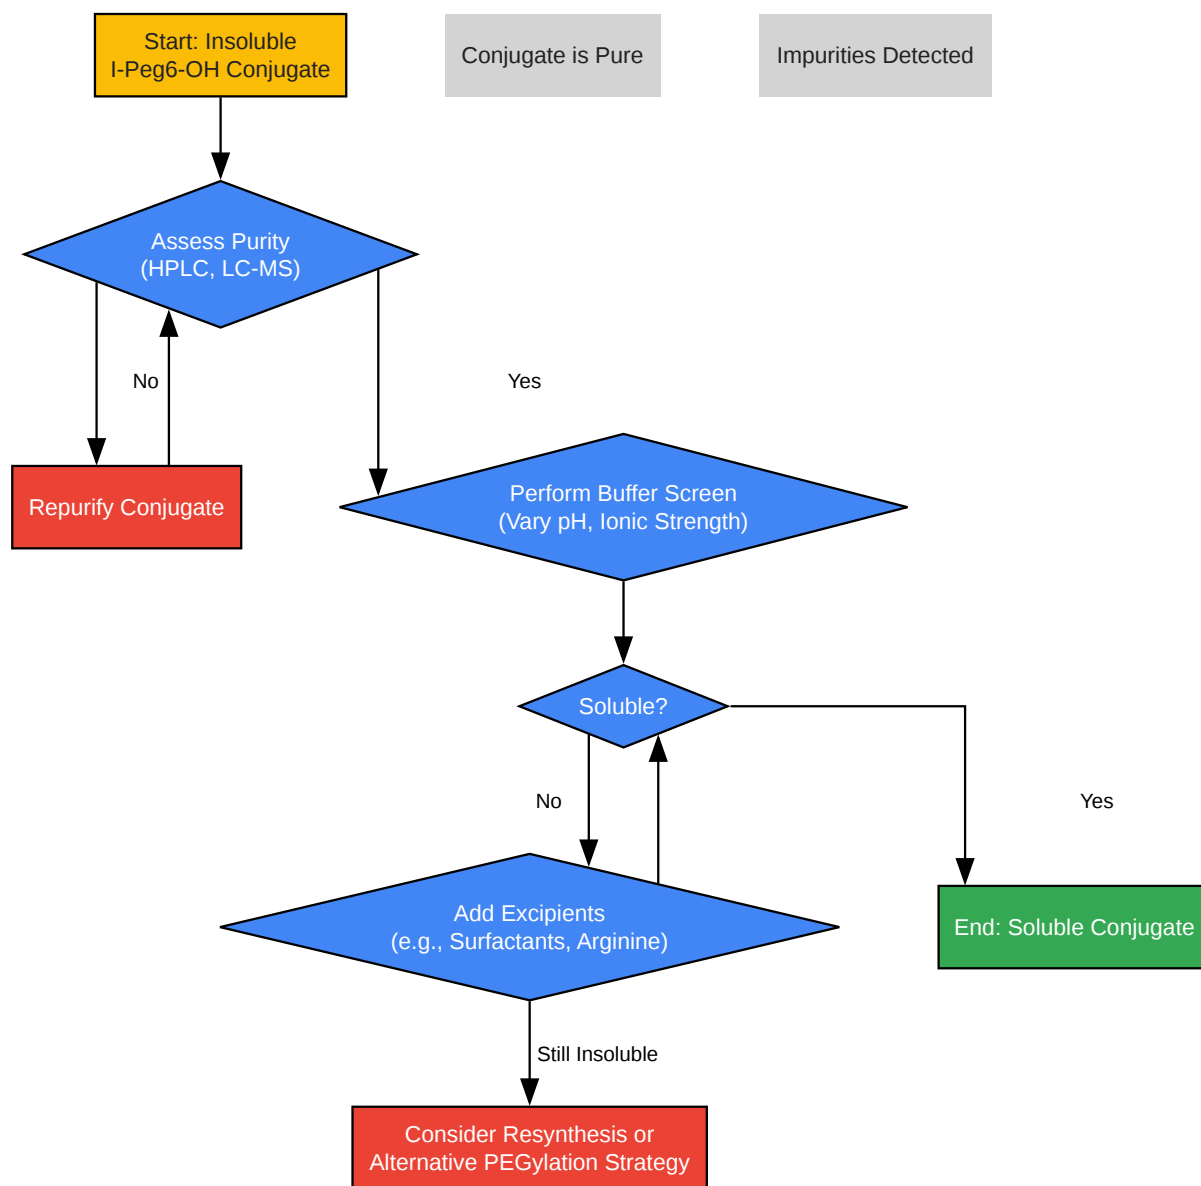 Start: Insoluble
I-Peg6-OH Conjugate
Conjugate is Pure
Impurities Detected
Assess Purity
(HPLC, LC-MS)
No
Yes
Repurify Conjugate
Perform Buffer Screen
(Vary pH, Ionic Strength)
Soluble?
No
Yes
Add Excipients
(e.g., Surfactants, Arginine)
End: Soluble Conjugate
Still Insoluble
Consider Resynthesis or
Alternative PEGylation Strategy